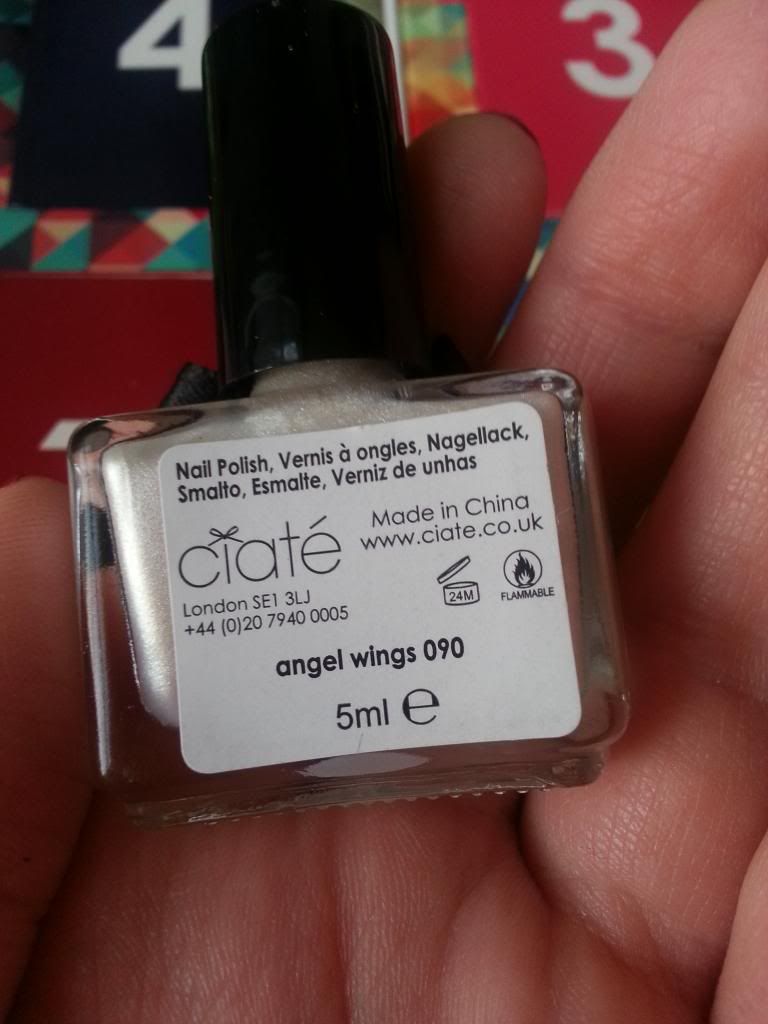 4
3
Nail Polish, Vernis à ongles, Nagellack,
Smalto, Esmalte, Verniz de unhas
Made in China
www.ciate.co.uk
ciaté
24M
FLAMMABLE
London SE1 3LJ
+44 (0)20 7940 0005
angel wings 090
5ml e